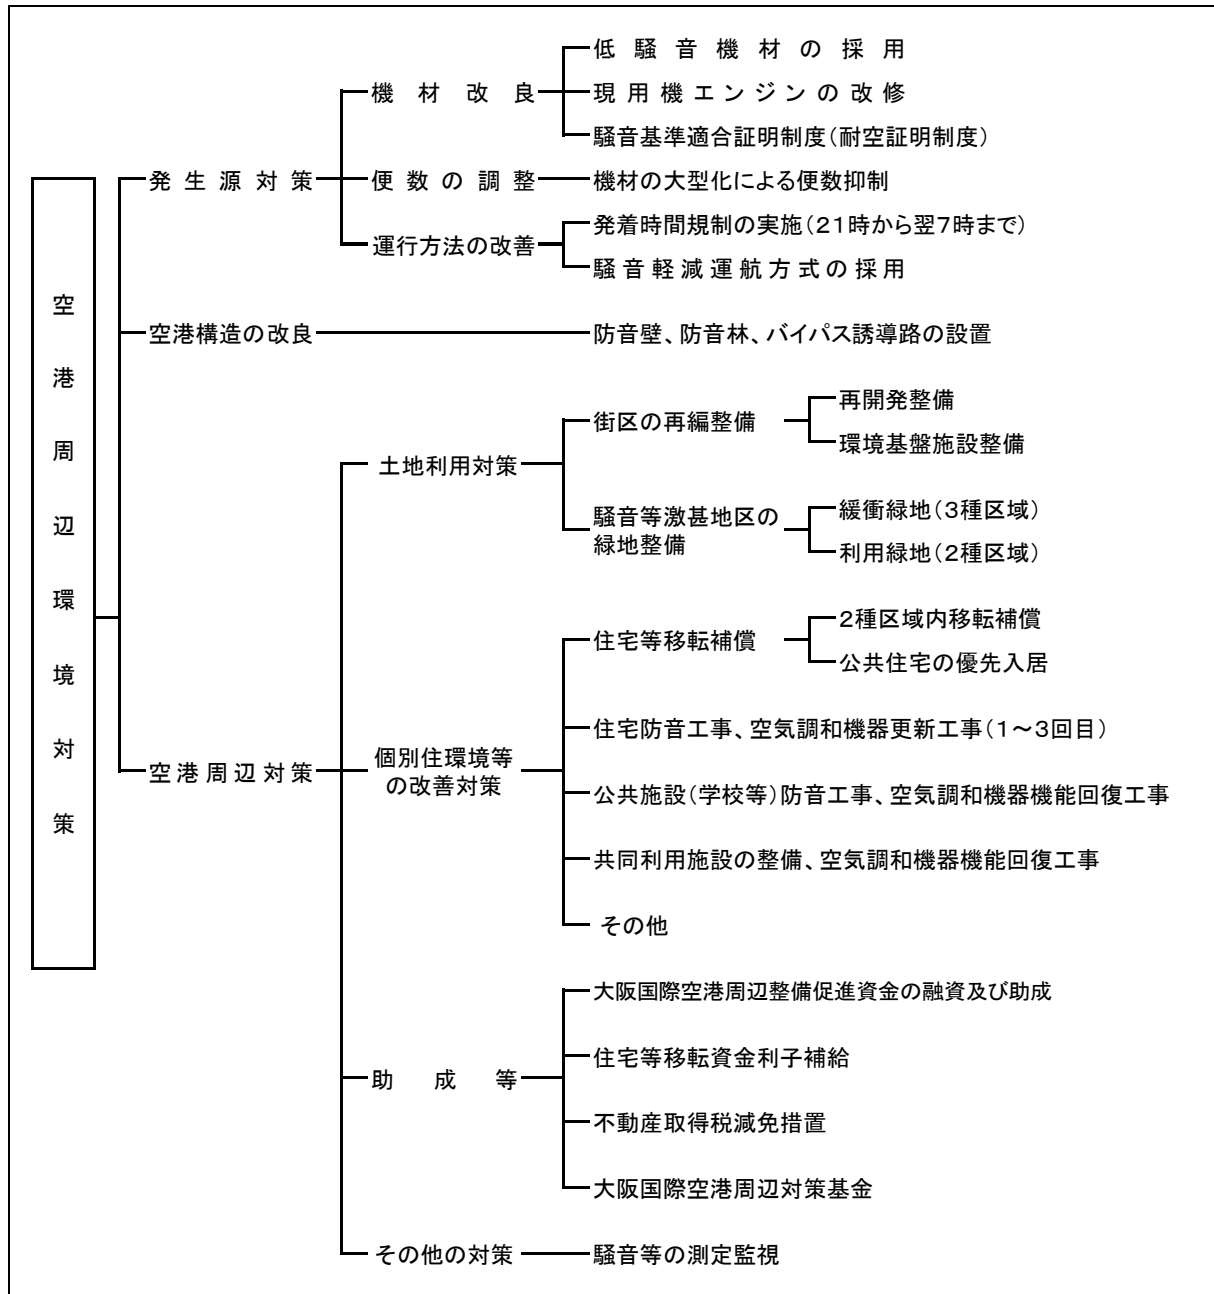 空港周辺環境対策
発生源対策
機材改良
低騒音機材の採用
現用機エンジンの改修
騒音基準適合証明制度(耐空証明制度)
便数の調整
機材の大型化による便数抑制
運行方法の改善
発着時間規制の実施(21時から翌7時まで)
騒音軽減運航方式の採用
空港構造の改良
防音壁、防音林、バイパス誘導路の設置
空港周辺対策
土地利用対策
街区の再編整備
再開発整備
環境基盤施設整備
騒音等激甚地区の
緑地整備
緩衝緑地(3種区域)
利用緑地(2種区域)
個別住環境等
の改善対策
住宅等移転補償
2種区域内移転補償
公共住宅の優先入居
住宅防音工事、空気調和機器更新工事(1～3回目)
公共施設(学校等)防音工事、空気調和機器機能回復工事
共同利用施設の整備、空気調和機器機能回復工事
その他
助成等
大阪国際空港周辺整備促進資金の融資及び助成
住宅等移転資金利子補給
不動産取得税減免措置
大阪国際空港周辺対策基金
その他の対策
騒音等の測定監視